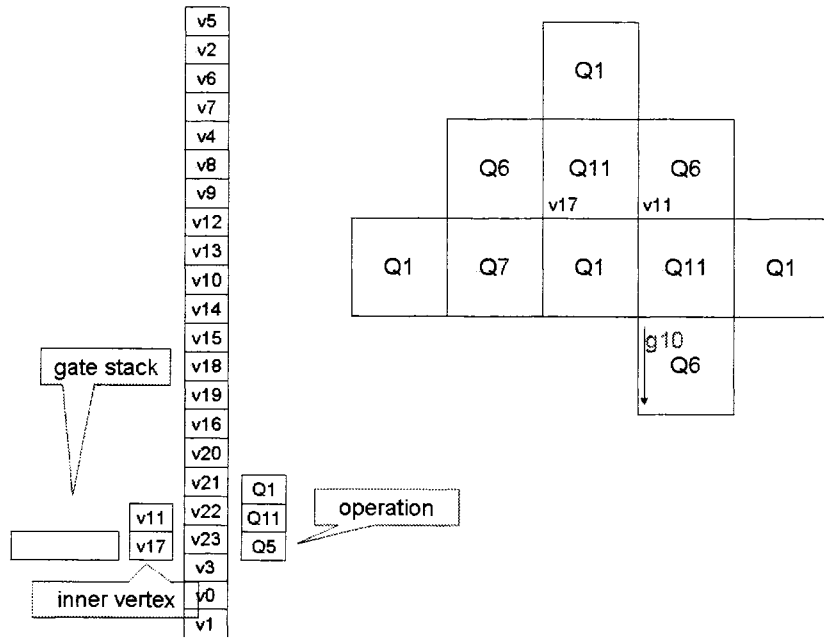 v5
v2
v6
v7
v4
v8
v9
v12
v13
v10
v14
v15
v18
v19
v16
v20
v21
v22
v23
v3
v0
v1
gate stack
v11
v17
inner vertex
Q1
Q11
Q5
operation
Q1
Q6 Q11 Q6
v17 v11
Q1 Q7 Q1 Q11 Q1
g10
Q6